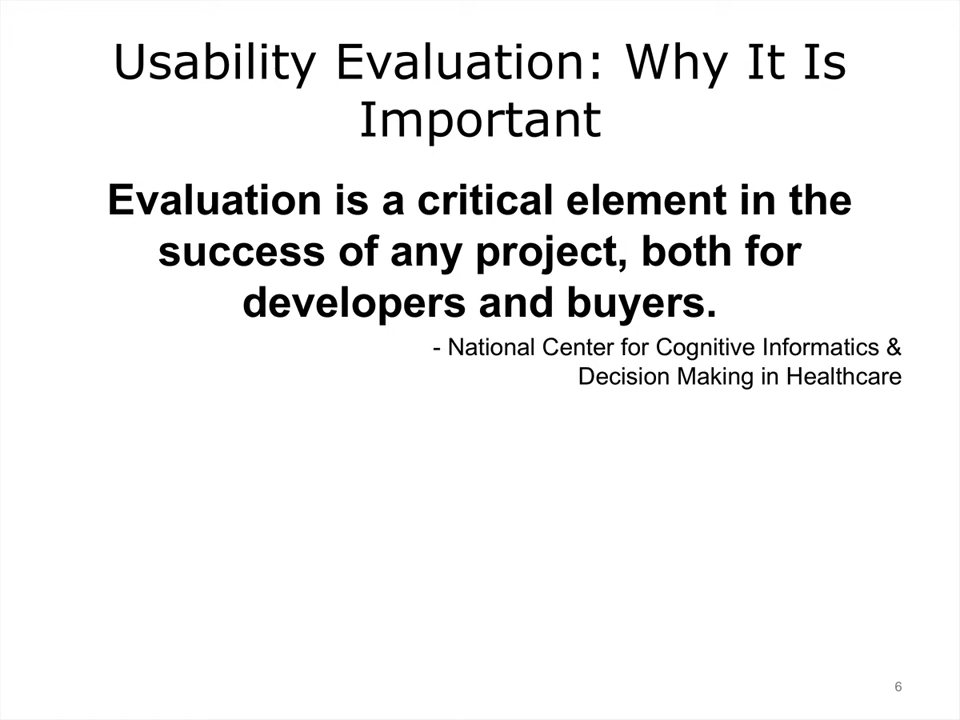 Usability Evaluation: Why It Is
Important
Evaluation is a critical element in the
success of any project, both for
developers and buyers.
- National Center for Cognitive Informatics &
Decision Making in Healthcare
6